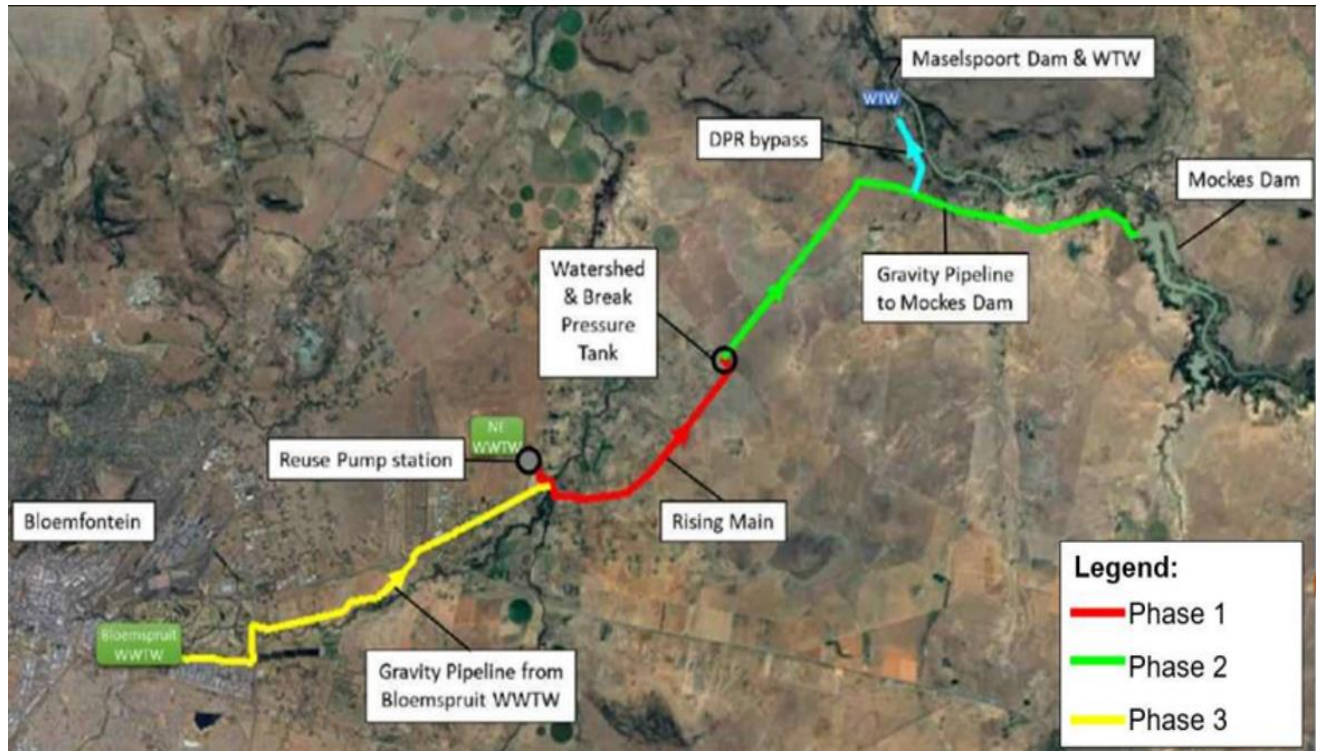 Maselspoort Dam & WTW
WTW
DPR bypass
Mockes Dam
Watershed
& Break
Pressure
Tank
Gravity Pipeline
to Mockes Dam
NE
WWTW
Reuse Pump station
Bloemfontein
Rising Main
Bloemspruit
WWTW
Gravity Pipeline from
Bloemspruit WWTW
Legend:
Phase 1
Phase 2
Phase 3